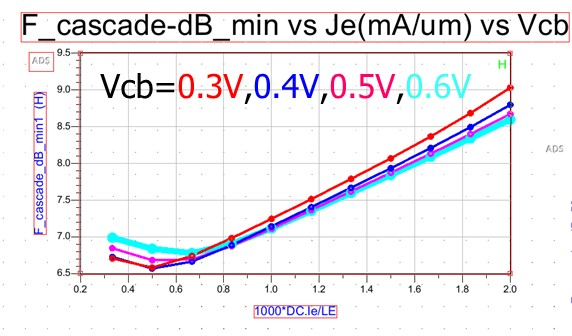 F_cascade-dB_min vs Je(mA/um) vs Vcb
ADS
H
Vcb=0.3V,0.4V,0.5V,0.6V
F_cascade_dB_min1 (H)
9.5
9.0
8.5
8.0
7.5
7.0
6.5
ADS
0.2 0.4 0.6 0.8 1.0 1.2 1.4 1.6 1.8 2.0
1000*DC.Ie/LE